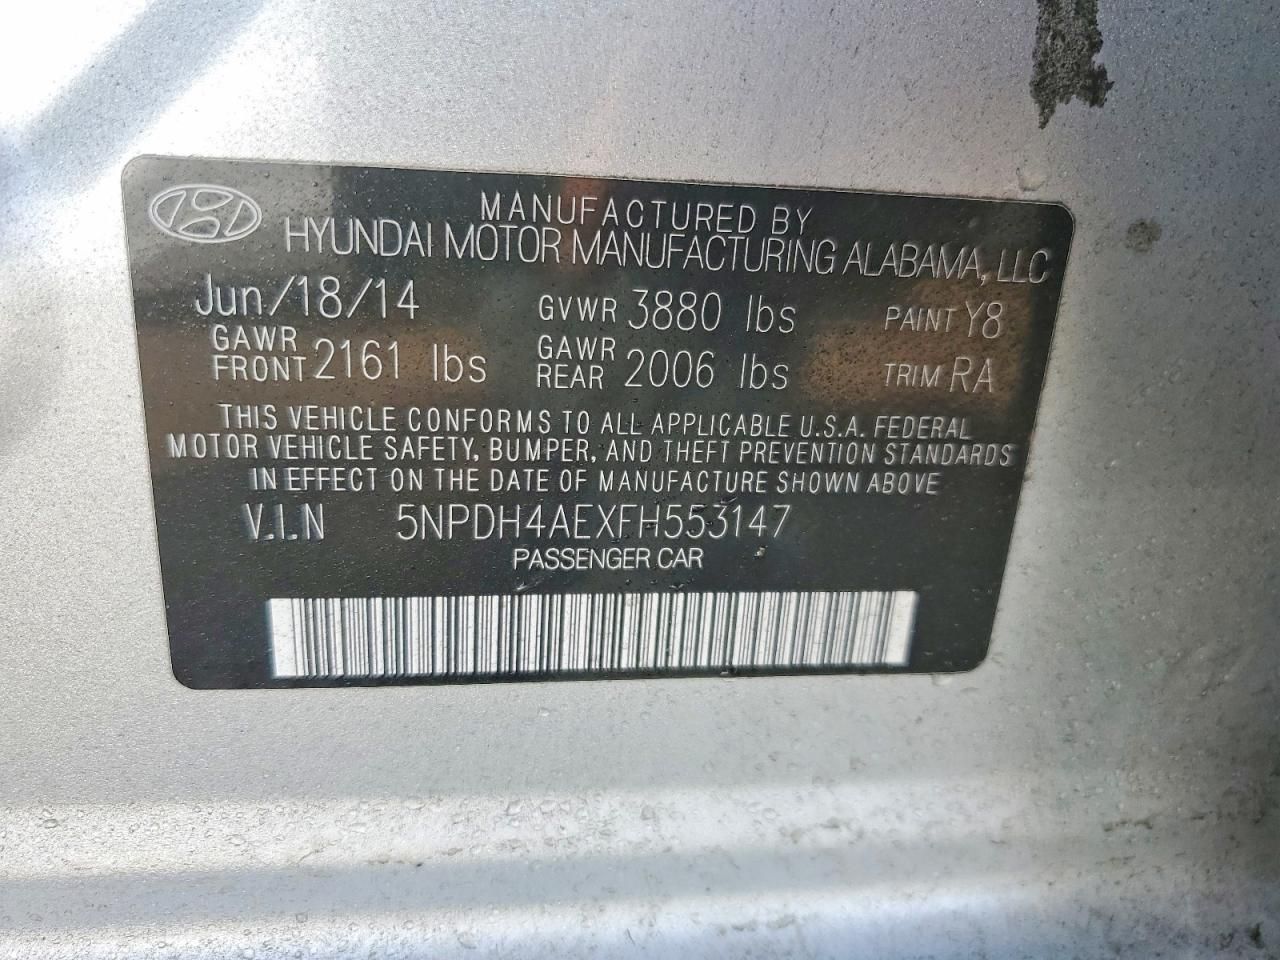 MANUFACTURED BY
HYUNDAI MOTOR MANUFACTURING ALABAMA, LLC
Jun/18/14 GVWR 3880 lbs PAINT Y8
GAWR FRONT 2161 lbs GAWR REAR 2006 lbs TRIM RA
THIS VEHICLE CONFORMS TO ALL APPLICABLE U.S.A. FEDERAL
MOTOR VEHICLE SAFETY, BUMPER, AND THEFT PREVENTION STANDARDS
IN EFFECT ON THE DATE OF MANUFACTURE SHOWN ABOVE
V.I.N 5NPDH4AEXFH553147
PASSENGER CAR